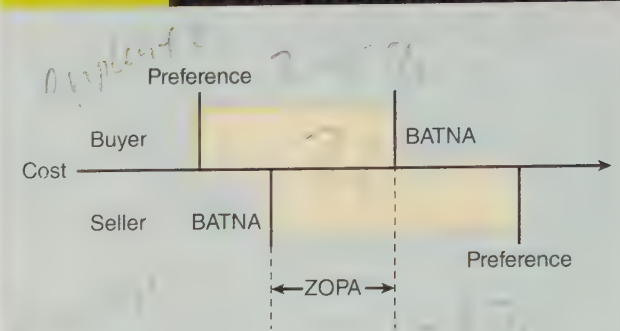 Preference
Buyer
BATNA
Cost
Seller
BATNA
Preference
ZOPA